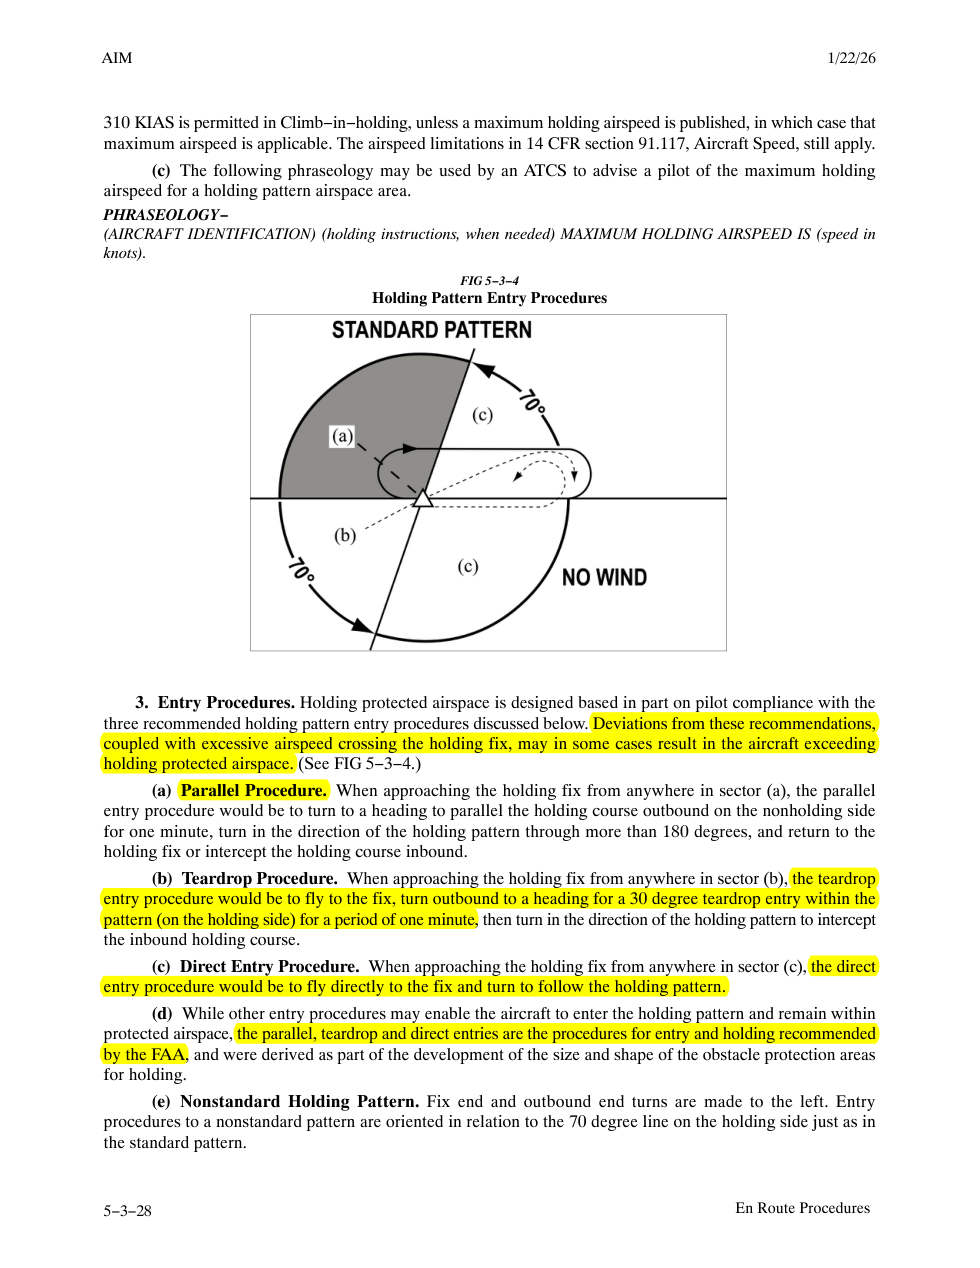 AIM
1/22/26
310 KIAS is permitted in Climb−in−holding, unless a maximum holding airspeed is published, in which case that
maximum airspeed is applicable. The airspeed limitations in 14 CFR section 91.117, Aircraft Speed, still apply.
(c) The following phraseology may be used by an ATCS to advise a pilot of the maximum holding
airspeed for a holding pattern airspace area.
PHRASEOLOGY−
(AIRCRAFT IDENTIFICATION) (holding instructions, when needed) MAXIMUM HOLDING AIRSPEED IS (speed in
knots).
FIG 5−3−4
Holding Pattern Entry Procedures
STANDARD PATTERN
70°
(c)
(a)
(b)
(c)
70°
NO WIND
3. Entry Procedures. Holding protected airspace is designed based in part on pilot compliance with the
three recommended holding pattern entry procedures discussed below. Deviations from these recommendations,
coupled with excessive airspeed crossing the holding fix, may in some cases result in the aircraft exceeding
holding protected airspace. (See FIG 5−3−4.)
(a) Parallel Procedure. When approaching the holding fix from anywhere in sector (a), the parallel
entry procedure would be to turn to a heading to parallel the holding course outbound on the nonholding side
for one minute, turn in the direction of the holding pattern through more than 180 degrees, and return to the
holding fix or intercept the holding course inbound.
(b) Teardrop Procedure. When approaching the holding fix from anywhere in sector (b), the teardrop
entry procedure would be to fly to the fix, turn outbound to a heading for a 30 degree teardrop entry within the
pattern (on the holding side) for a period of one minute, then turn in the direction of the holding pattern to intercept
the inbound holding course.
(c) Direct Entry Procedure. When approaching the holding fix from anywhere in sector (c), the direct
entry procedure would be to fly directly to the fix and turn to follow the holding pattern.
(d) While other entry procedures may enable the aircraft to enter the holding pattern and remain within
protected airspace, the parallel, teardrop and direct entries are the procedures for entry and holding recommended
by the FAA, and were derived as part of the development of the size and shape of the obstacle protection areas
for holding.
(e) Nonstandard Holding Pattern. Fix end and outbound end turns are made to the left. Entry
procedures to a nonstandard pattern are oriented in relation to the 70 degree line on the holding side just as in
the standard pattern.
5−3−28
En Route Procedures